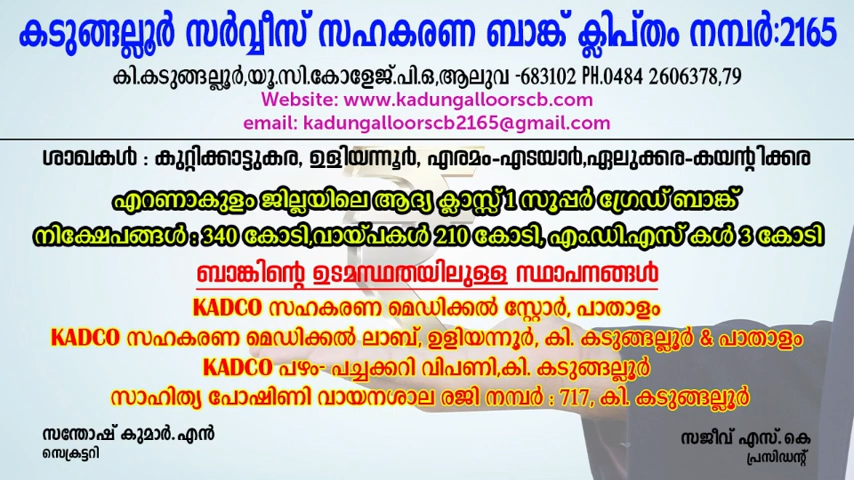 കടുങ്ങല്ലൂർ സർവ്വീസ് സഹകരണ ബാങ്ക് ക്ലിപ്തം നമ്പർ:2165
കി.കടുങ്ങല്ലൂർ,യൂ.സി.കോളേജ്.പി.ഒ,ആലുവ -683102 PH.0484 2606378,79
Website: www.kadungalloorscb.com
email: kadungalloorscb2165@gmail.com
ശാഖകൾ : കുറ്റിക്കാട്ടുകര, ഉളിയന്നൂർ, എരമം-എടയാർ,ഏലുക്കര-കയന്റിക്കര
എറണാകുളം ജില്ലയിലെ ആദ്യ ക്ലാസ്സ് 1 സൂപ്പർ ഗ്രേഡ് ബാങ്ക്
നിക്ഷേപങ്ങൾ : 340 കോടി,വായ്പകൾ 210 കോടി, എം.ഡി.എസ് കൾ 3 കോടി
ബാങ്കിന്റെ ഉടമസ്ഥതയിലുള്ള സ്ഥാപനങ്ങൾ
KADCO സഹകരണ മെഡിക്കൽ സ്റ്റോർ, പാതാളം
KADCO സഹകരണ മെഡിക്കൽ ലാബ്, ഉളിയന്നൂർ, കി. കടുങ്ങല്ലൂർ & പാതാളം
KADCO പഴം- പച്ചക്കറി വിപണി,കി. കടുങ്ങല്ലൂർ
സാഹിത്യ പോഷിണി വായനശാല രജി നമ്പർ : 717, കി. കടുങ്ങല്ലൂർ
സന്തോഷ് കുമാർ.എൻ
സെക്രട്ടറി
സജീവ് എസ്.കെ
പ്രസിഡന്റ്